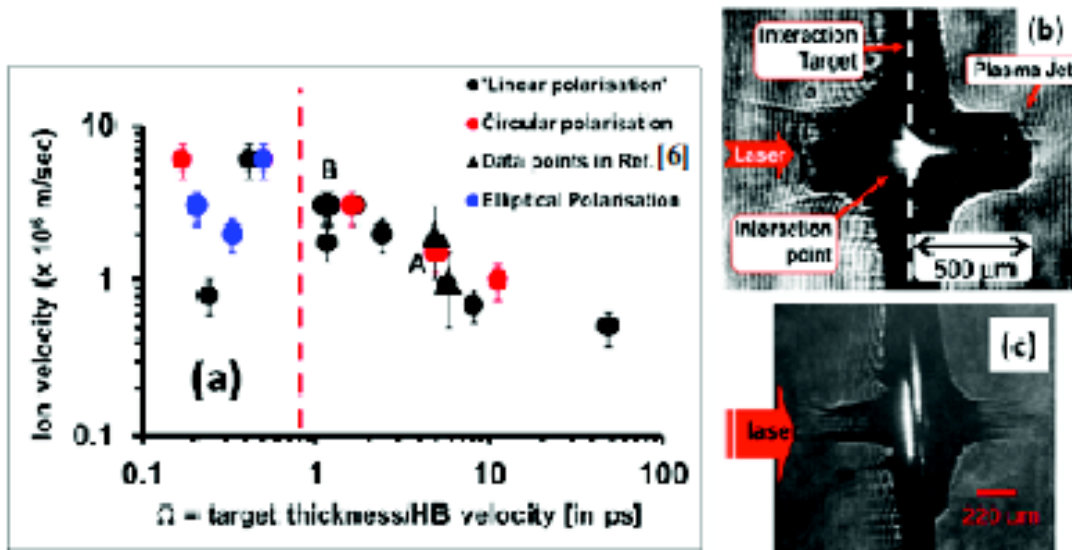 "Linear polarisation"
Circular polarisation
Data points in Ref. [6]
Elliptical Polarisation
Ion velocity (x 10⁶ m/sec)
10
1
0.1
B
A
(a)
0.1
1
10
100
Ω = target thickness/HB velocity [in ps]
Interaction
Target
(b)
Plasma Jet
Laser
Interaction
point
500 µm
(c)
lase
220 µm